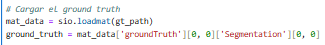 # Cargar el ground truth
mat_data = sio.loadmat(gt_path)
ground_truth = mat_data['groundTruth'][0, 0]['Segmentation'][0, 0]